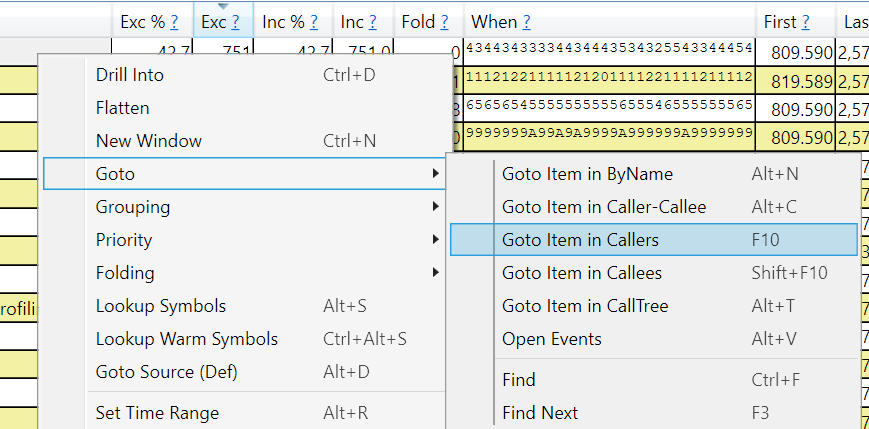 Exc % ? Exc ? Inc % ? Inc ? Fold ? When ? First ? Las
42.7 751 42.7 751.0 0 43443433334434443534325543344454 809.590 2,57
1 11121221111121201111221111211112 819.589 2,57
8 65656545555555555655546555555565 809.590 2,57
0 9999999A99A9A9999A999999A9999999 809.590 2,57
Drill Into Ctrl+D
Flatten
New Window Ctrl+N
Goto
Grouping
Priority
Folding
Lookup Symbols Alt+S
Lookup Warm Symbols Ctrl+Alt+S
Goto Source (Def) Alt+D
Set Time Range Alt+R
Goto Item in ByName Alt+N
Goto Item in Caller-Callee Alt+C
Goto Item in Callers F10
Goto Item in Callees Shift+F10
Goto Item in CallTree Alt+T
Open Events Alt+V
Find Ctrl+F
Find Next F3
rofili